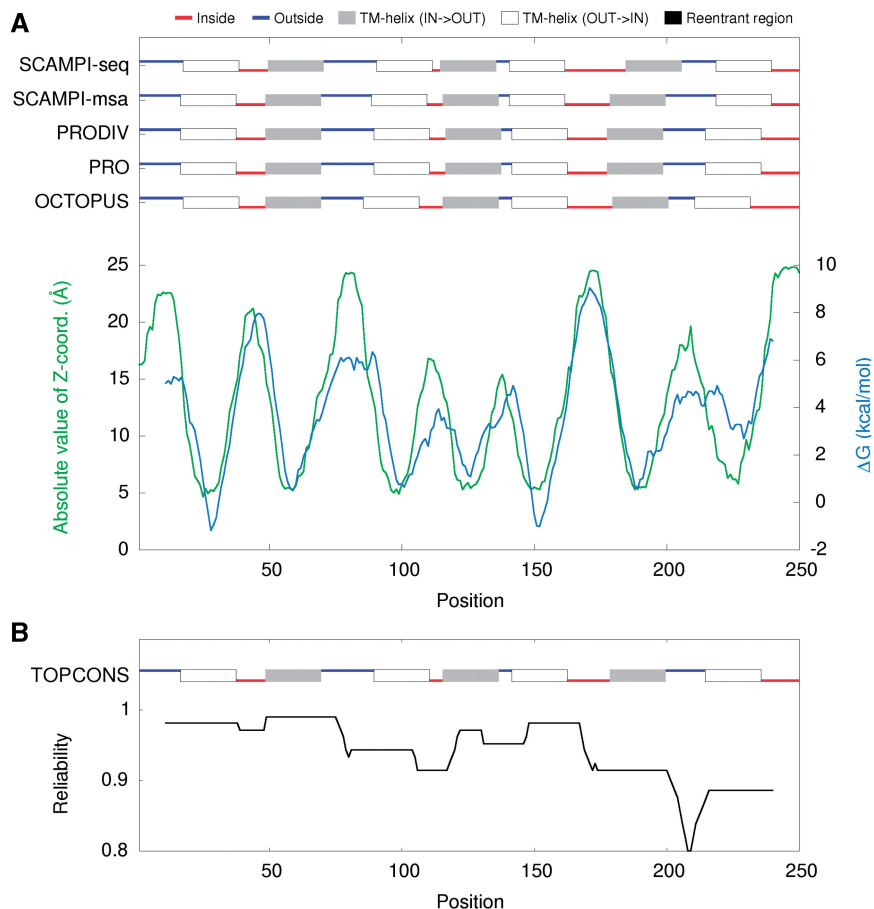 A
Inside
Outside
TM-helix (IN->OUT)
TM-helix (OUT->IN)
Reentrant region
SCAMPI-seq
SCAMPI-msa
PRODIV
PRO
OCTOPUS
25
20
15
10
5
0
Absolute value of Z-coord. (Å)
10
8
6
4
2
0
-2
ΔG (kcal/mol)
50
100
150
200
250
Position
B
TOPCONS
1
0.9
0.8
Reliability
50
100
150
200
250
Position